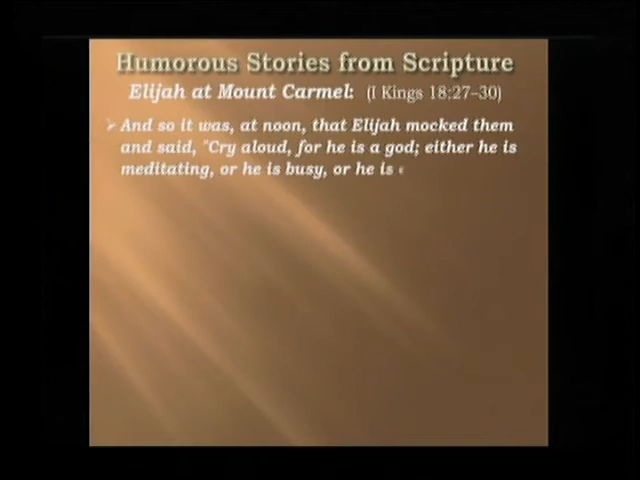 Humorous Stories from Scripture
Elijah at Mount Carmel: (I Kings 18:27–30)
And so it was, at noon, that Elijah mocked them
and said, "Cry aloud, for he is a god; either he is
meditating, or he is busy, or he is